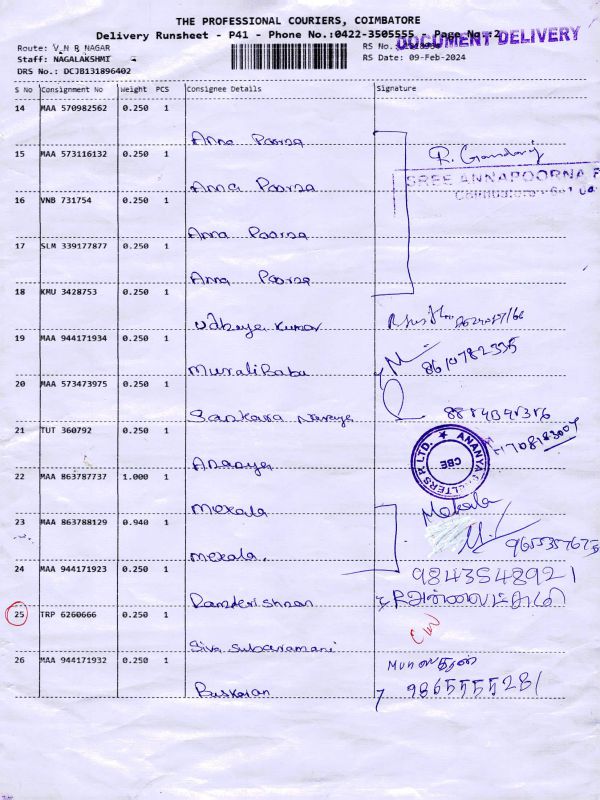 THE PROFESSIONAL COURIERS, COIMBATORE
Delivery Runsheet - P41 - Phone No.:0422-3505555 - Page No.:2
DOCUMENT DELIVERY
Route: V N R NAGAR
RS No.:
Staff: NAGALAKSHMI
RS Date: 09-Feb-2024
DRS No.: DCJB131896402
S No Consignment No Weight PCS Consignee Details Signature
14 MAA 570982562 0.250 1
Anna Poorna
15 MAA 573116132 0.250 1
R.
SREE ANNAPOORNA
Anna Poorna
16 VNB 731754 0.250 1
Anna Poorna
17 SLM 339177877 0.250 1
Anna Poorna
18 KMU 3428753 0.250 1
Udhaya Kumar
19 MAA 944171934 0.250 1
8610782335
Murali Babu
20 MAA 573473975 0.250 1
Sankara
21 TUT 360792 0.250 1
ANANYA
CBE
Ananya
22 MAA 863787737 1.000 1
Mekala
Mekala
23 MAA 863788129 0.940 1
Mekala.
24 MAA 944171923 0.250 1
9843548921
25 TRP 6260666 0.250 1
Siva Subaramani
26 MAA 944171932 0.250 1
9865555281
Baskaran